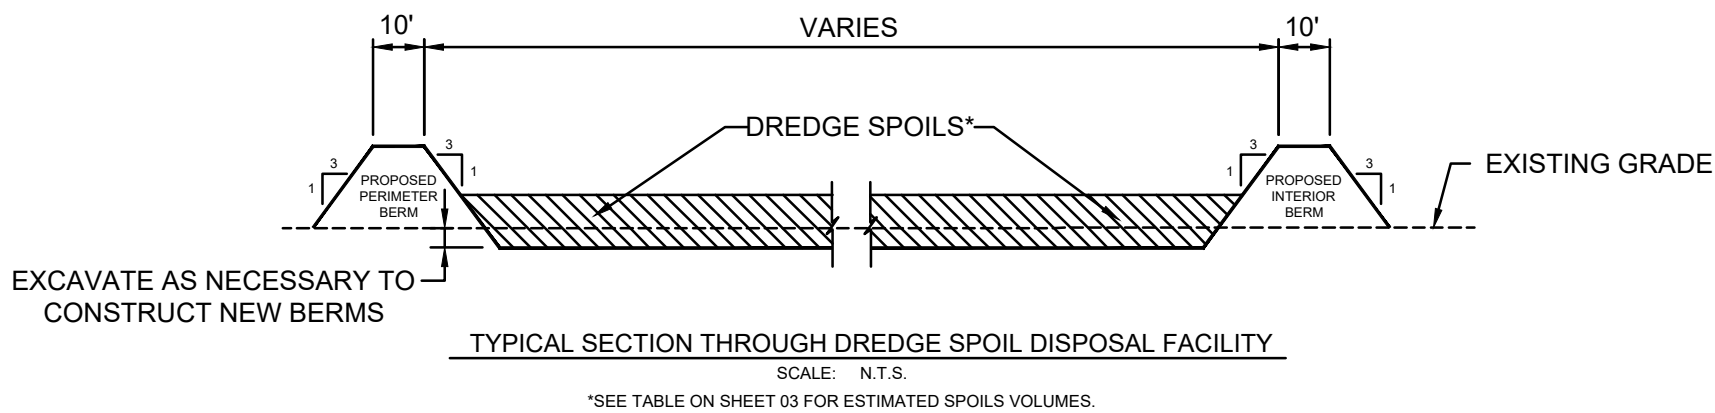 10'
VARIES
10'
DREDGE SPOILS*
3
1
3
1
3
1
3
1
PROPOSED
PERIMETER
BERM
PROPOSED
INTERIOR
BERM
EXISTING GRADE
EXCAVATE AS NECESSARY TO
CONSTRUCT NEW BERMS
TYPICAL SECTION THROUGH DREDGE SPOIL DISPOSAL FACILITY
SCALE: N.T.S.
*SEE TABLE ON SHEET 03 FOR ESTIMATED SPOILS VOLUMES.